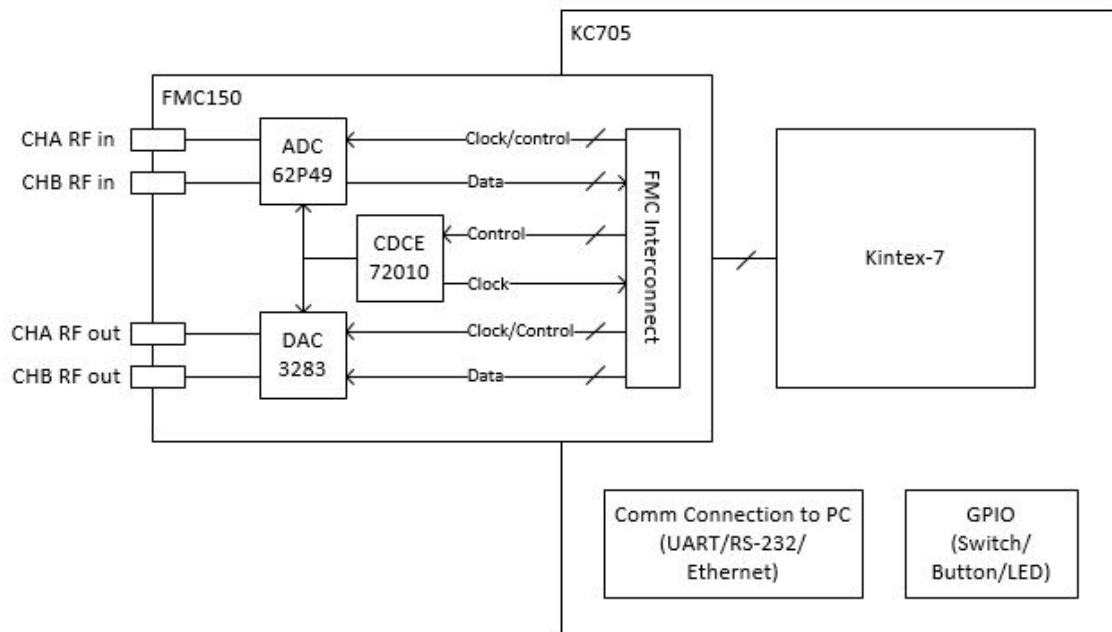 KC705
FMC150
CHA RF in
CHB RF in
ADC
62P49
Clock/control
Data
CDCE
72010
Control
Clock
FMC Interconnect
Kintex-7
CHA RF out
CHB RF out
DAC
3283
Clock/Control
Data
Comm Connection to PC
(UART/RS-232/
Ethernet)
GPIO
(Switch/
Button/LED)